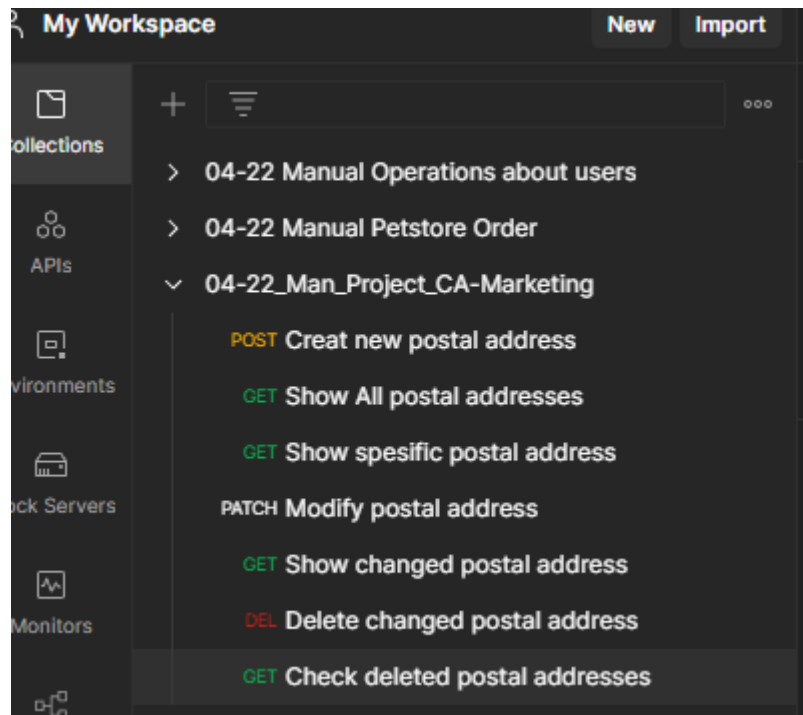 My Workspace New Import
ollections
04-22 Manual Operations about users
04-22 Manual Petstore Order
APIs
04-22_Man_Project_CA-Marketing
POST Creat new postal address
vironments
GET Show All postal addresses
GET Show spesific postal address
ock Servers
PATCH Modify postal address
GET Show changed postal address
Monitors
DEL Delete changed postal address
GET Check deleted postal addresses